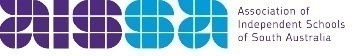 aissa
Association of
Independent Schools
of South Australia